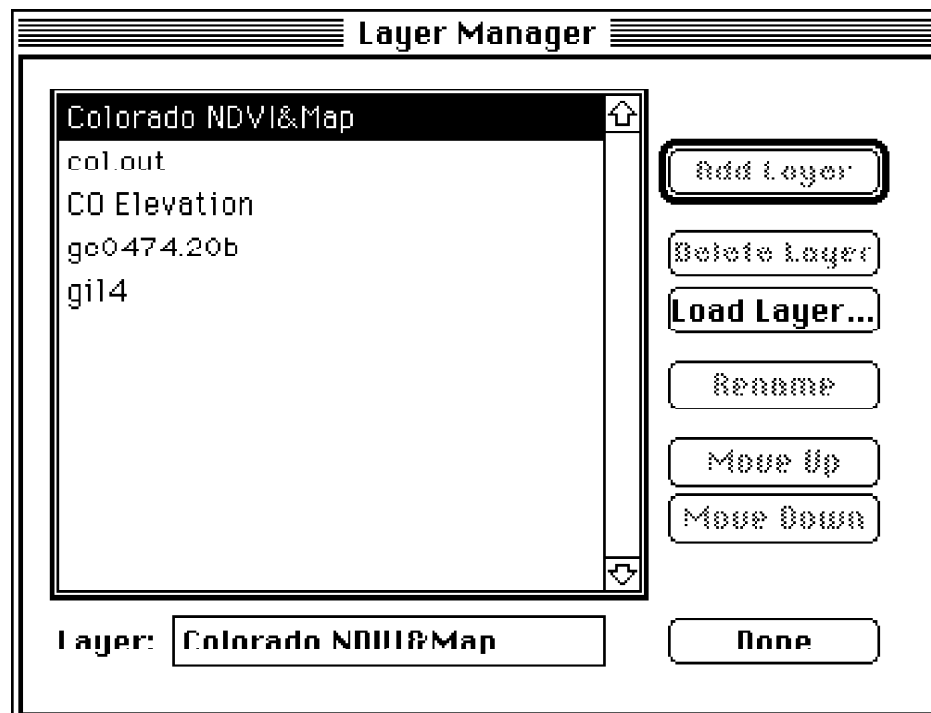 Layer Manager
Colorado NDVI&Map
col.out
CO Elevation
gc0474.20b
gil4
Add Layer
Delete Layer
Load Layer...
Rename
Move Up
Move Down
Layer: Colorado NDVI&Map
Done